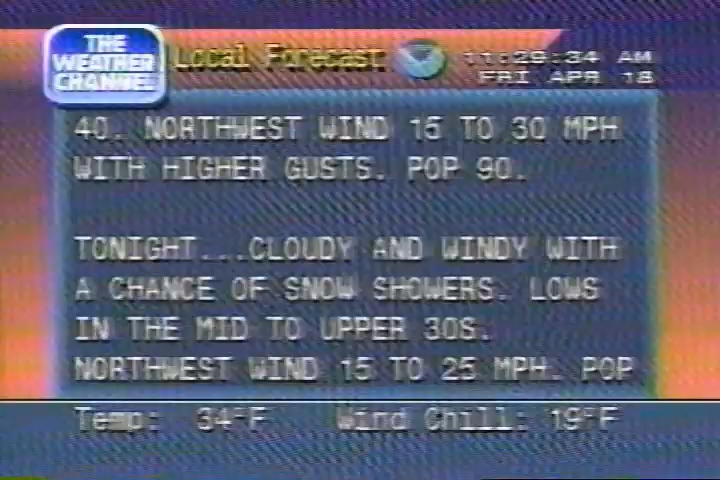 THE
WEATHER
CHANNEL
Local Forecast
11:29:34 AM
FRI APR 18
40. NORTHWEST WIND 15 TO 30 MPH
WITH HIGHER GUSTS. POP 90.
TONIGHT...CLOUDY AND WINDY WITH
A CHANCE OF SNOW SHOWERS. LOWS
IN THE MID TO UPPER 30S.
NORTHWEST WIND 15 TO 25 MPH. POP
Temp: 34°F Wind Chill: 19°F